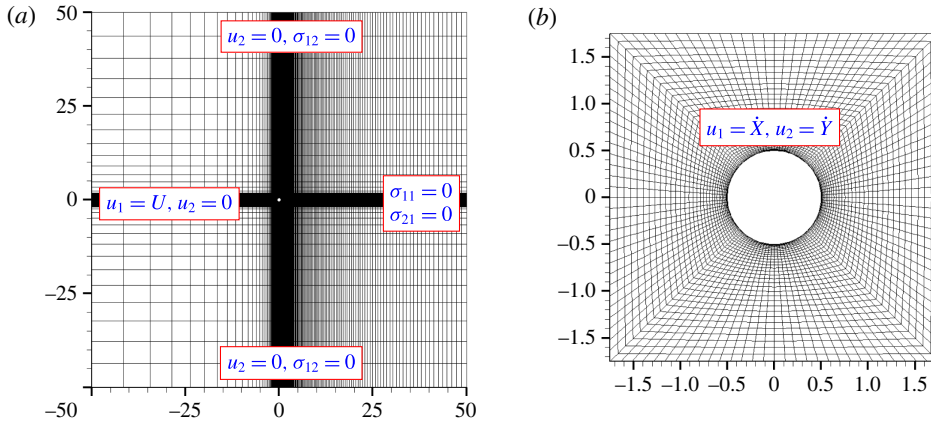 (a)
50
25
0
−25
−50
−25
0
25
50
u₂ = 0, σ₁₂ = 0
u₁ = U, u₂ = 0
σ₁₁ = 0
σ₂₁ = 0
u₂ = 0, σ₁₂ = 0
(b)
1.5
1.0
0.5
0
−0.5
−1.0
−1.5
−1.5 −1.0 −0.5 0 0.5 1.0 1.5
u₁ = Ẋ, u₂ = Ẏ